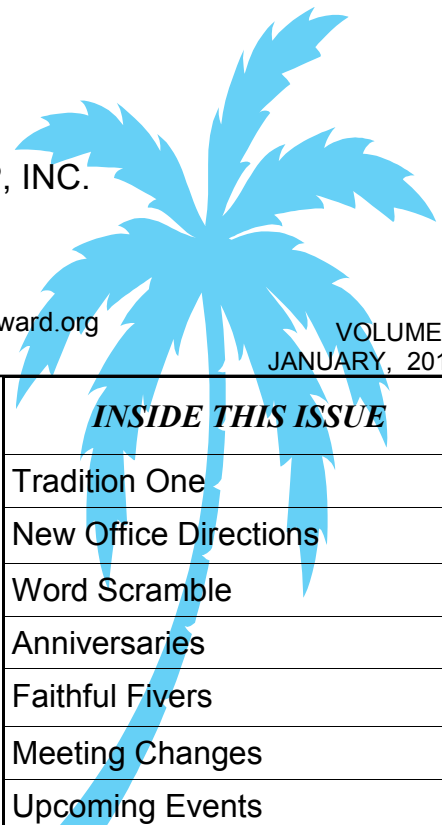 INC.
ward.org
VOLUME
JANUARY, 201
INSIDE THIS ISSUE
Tradition One
New Office Directions
Word Scramble
Anniversaries
Faithful Fivers
Meeting Changes
Upcoming Events